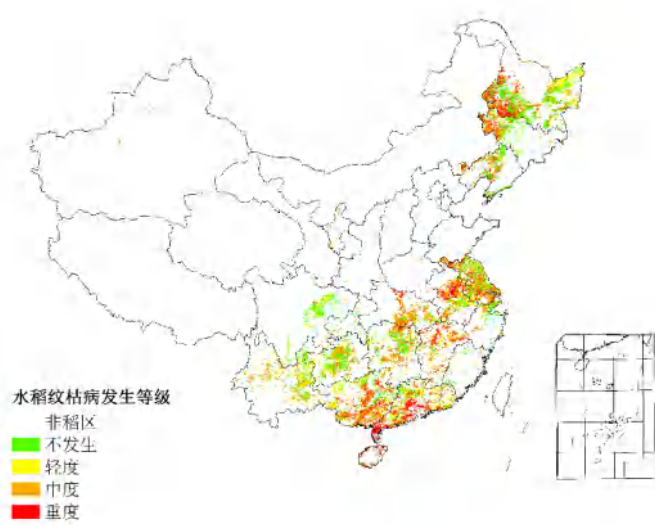 水稻纹枯病发生等级
非稻区
不发生
轻度
中度
重度